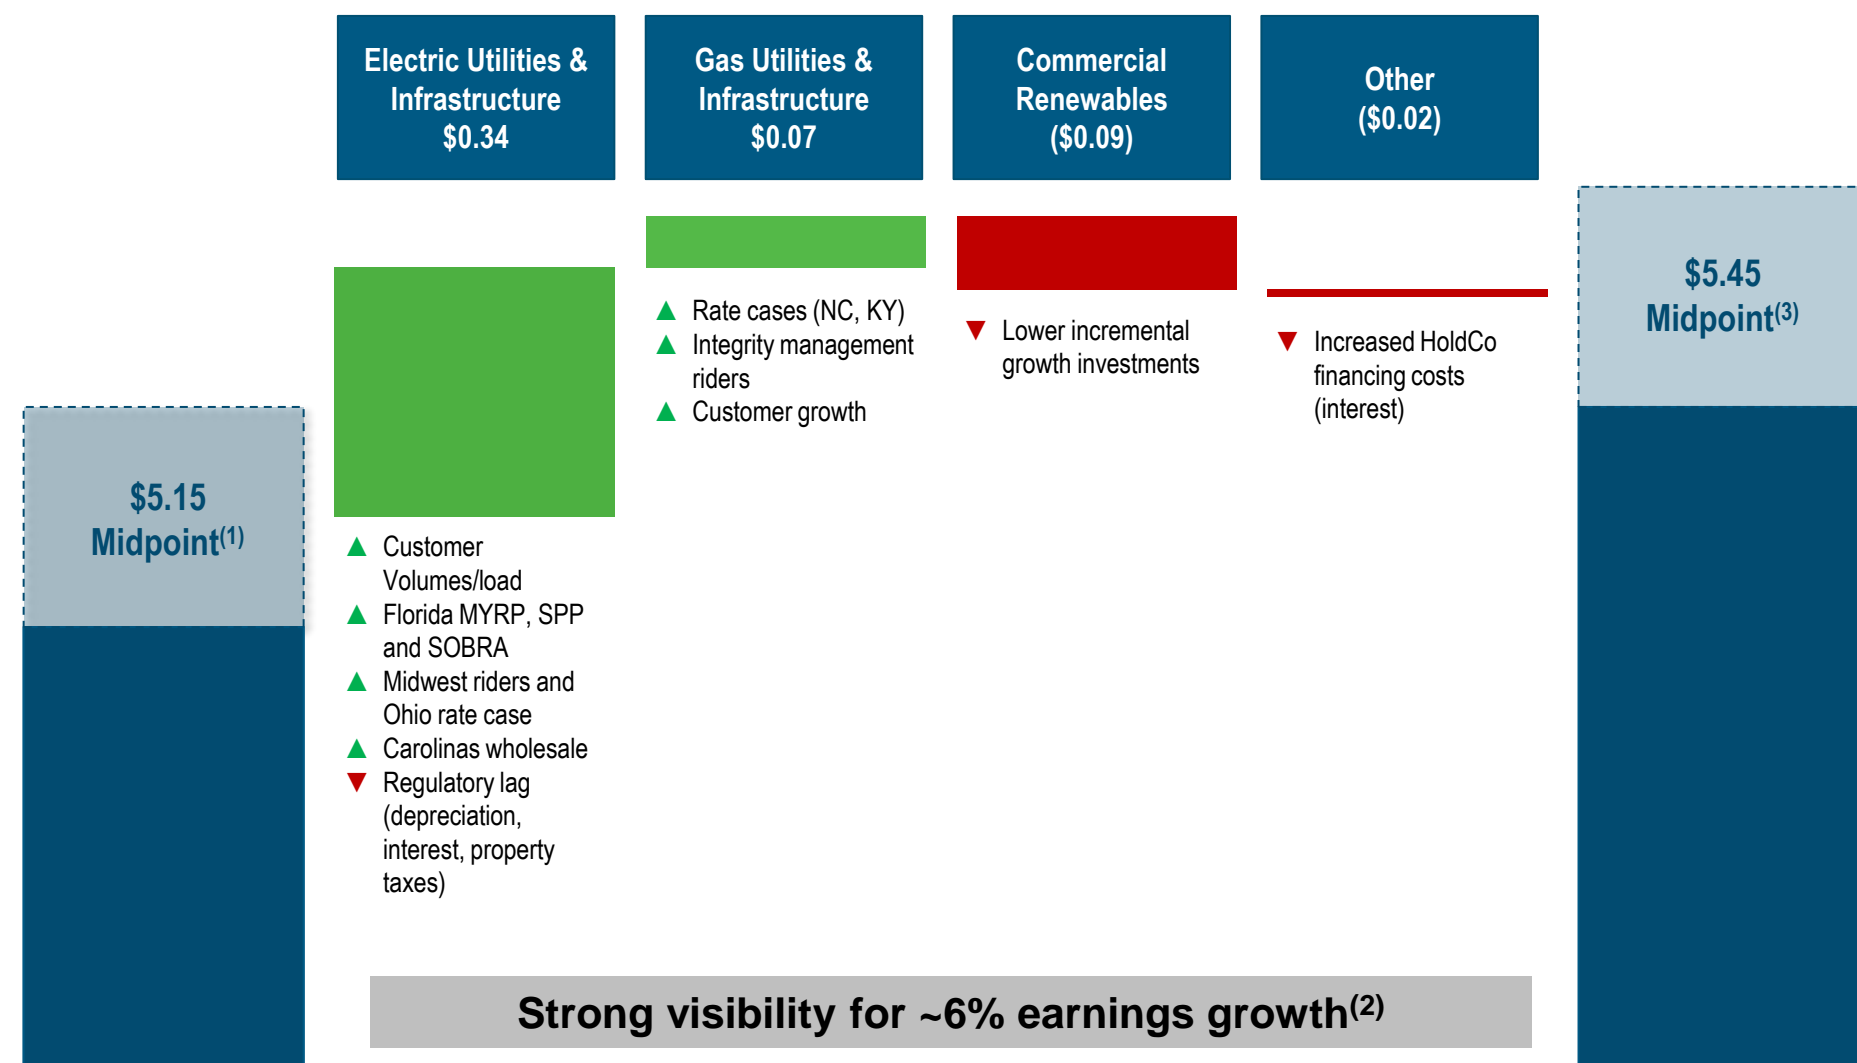 Electric Utilities &
Infrastructure
$0.34
Gas Utilities &
Infrastructure
$0.07
Commercial
Renewables
($0.09)
Other
($0.02)
$5.15
Midpoint(1)
▲ Customer
Volumes/load
▲ Florida MYRP, SPP
and SOBRA
▲ Midwest riders and
Ohio rate case
▲ Carolinas wholesale
▼ Regulatory lag
(depreciation,
interest, property
taxes)
▲ Rate cases (NC, KY)
▲ Integrity management
riders
▲ Customer growth
▼ Lower incremental
growth investments
▼ Increased HoldCo
financing costs
(interest)
$5.45
Midpoint(3)
Strong visibility for ~6% earnings growth(2)